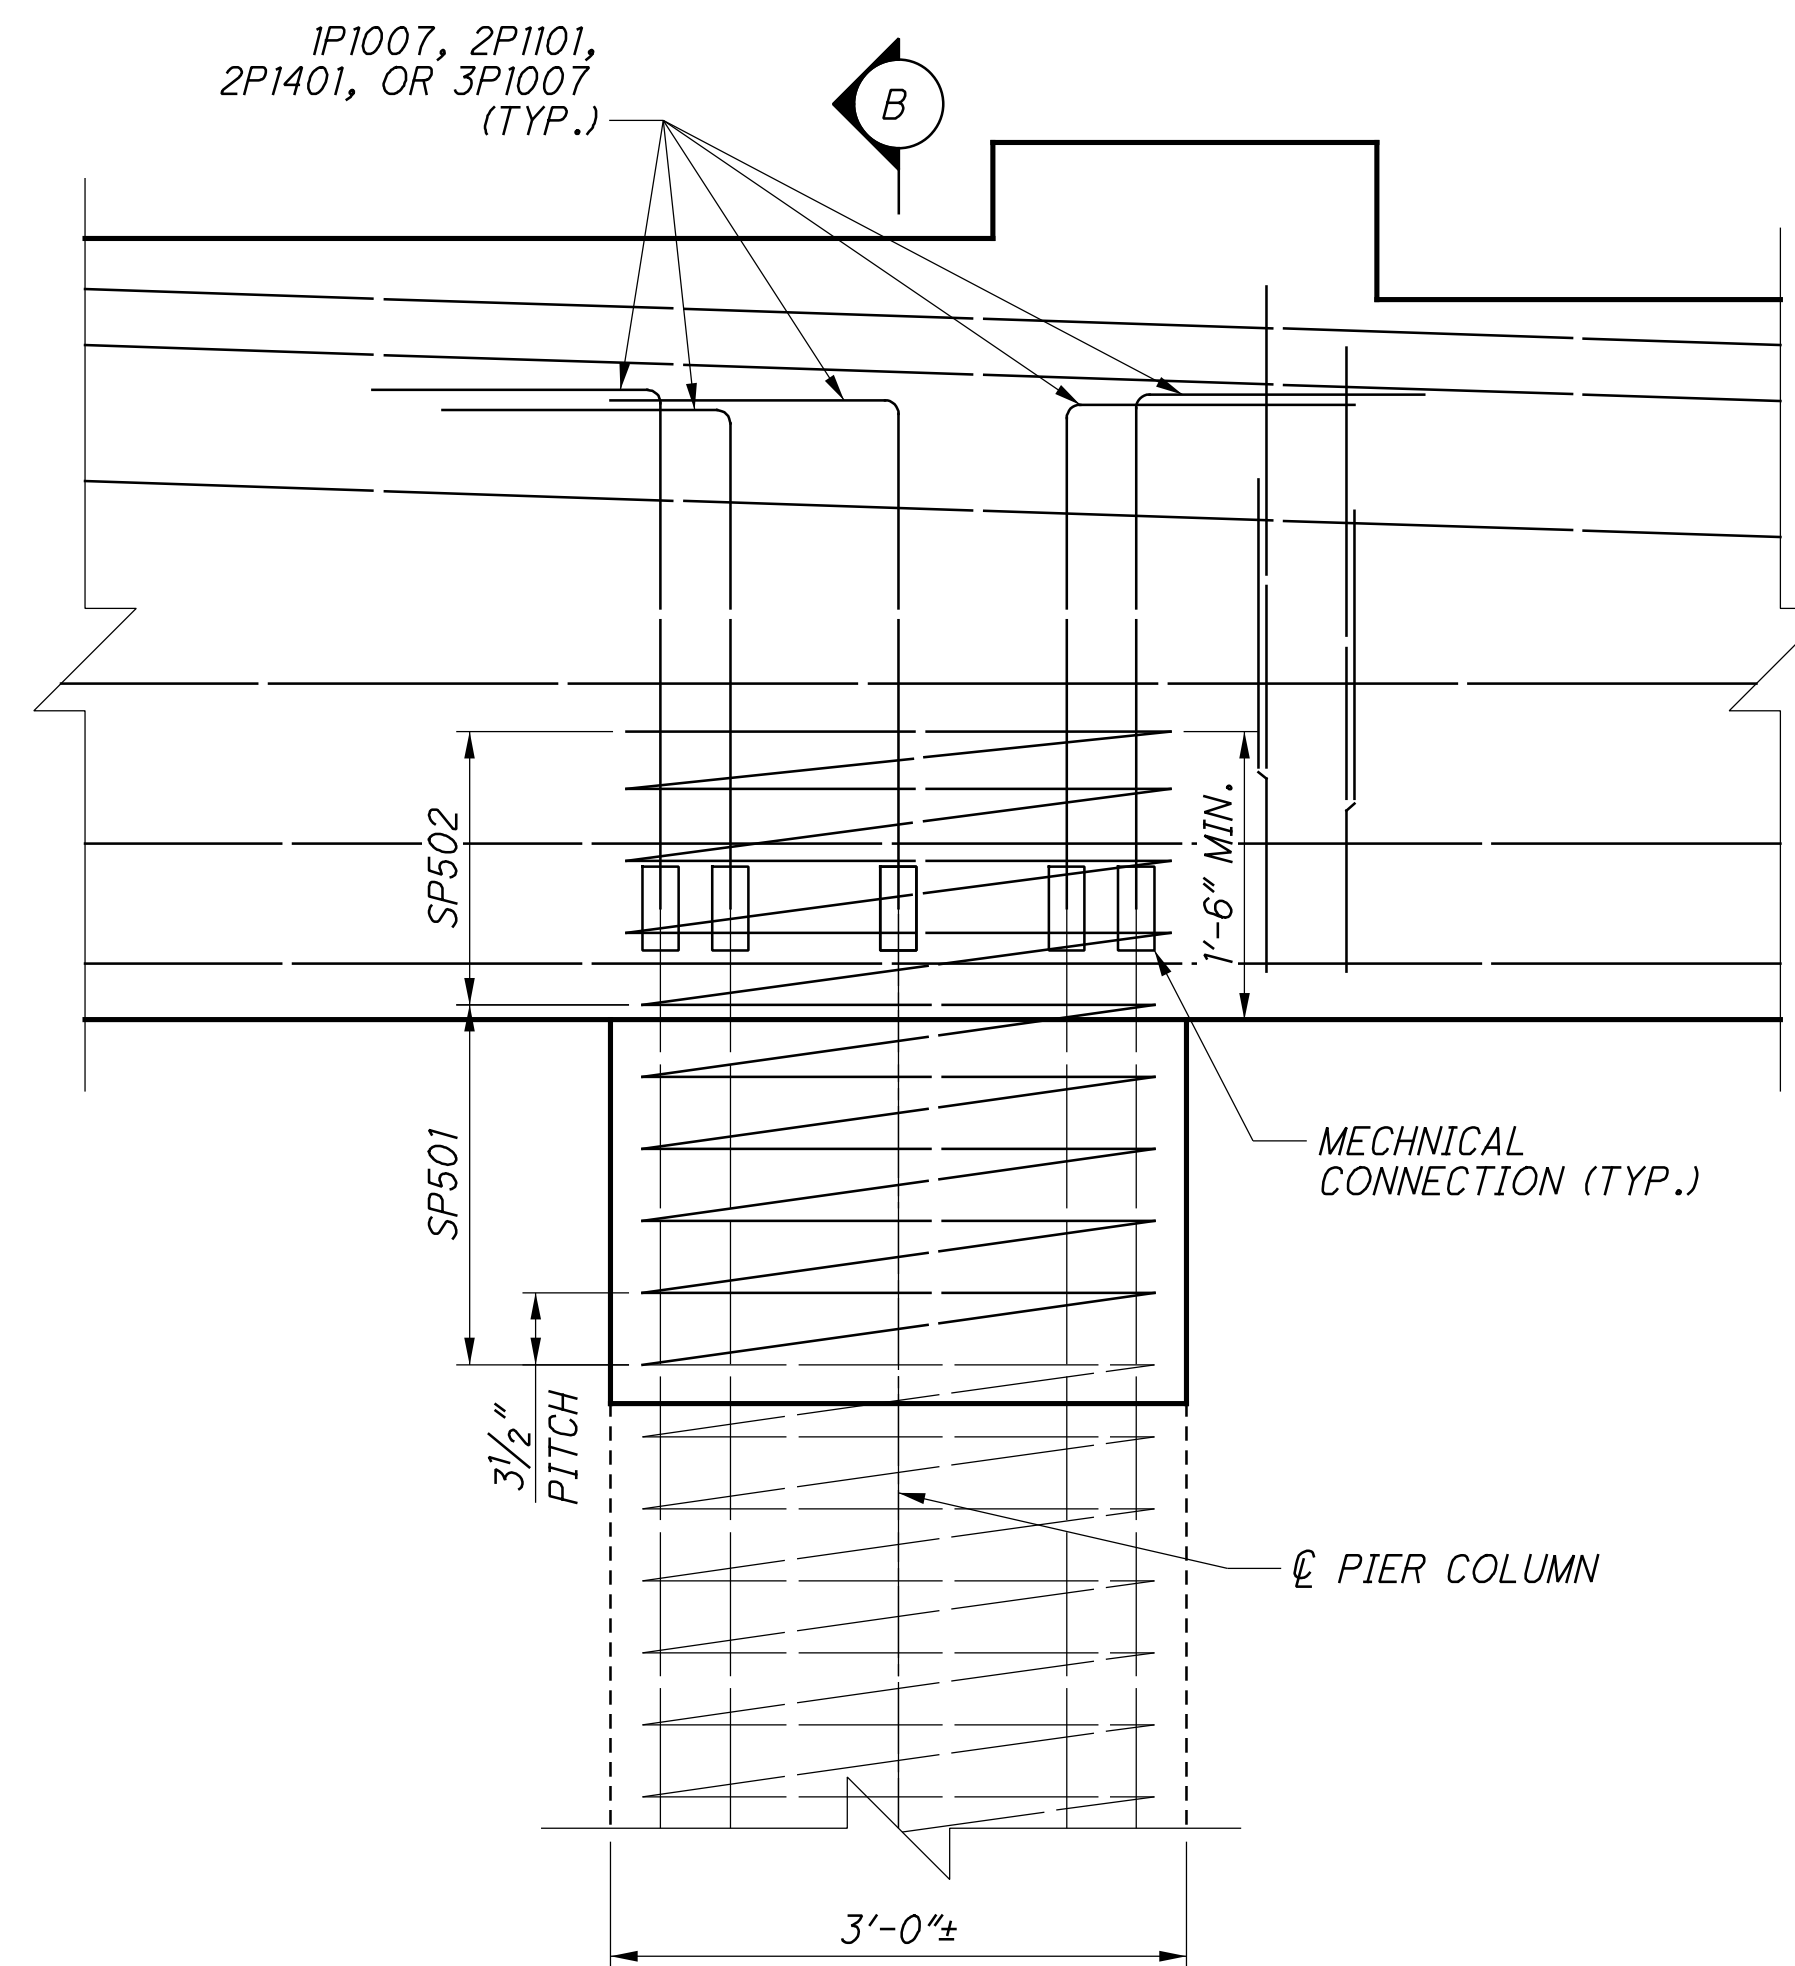 1P1007, 2P1101,
2P1401, OR 3P1007
(TYP.)
B
SP502
1'-6" MIN.
SP501
MECHNICAL
CONNECTION (TYP.)
3½"
PITCH
℄ PIER COLUMN
3'-0"±